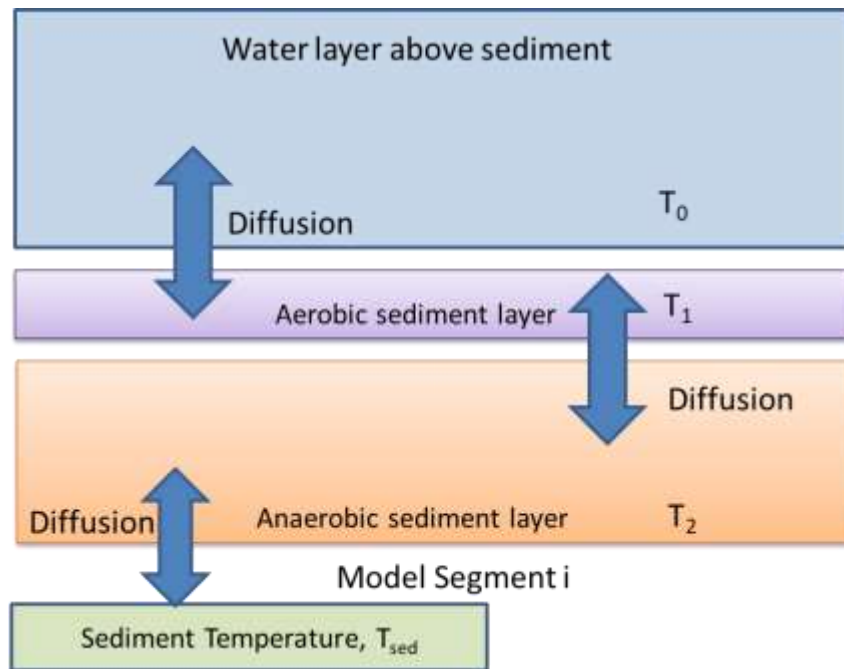 Water layer above sediment
T₀
Diffusion
Aerobic sediment layer
T₁
Diffusion
Anaerobic sediment layer
T₂
Diffusion
Model Segment i
Sediment Temperature, T_sed